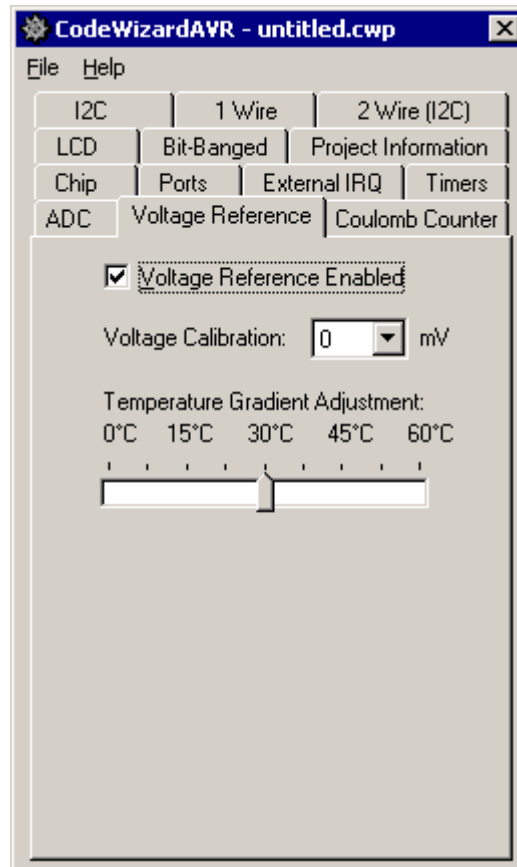 CodeWizardAVR - untitled.cwp
File Help
I2C 1 Wire 2 Wire (I2C)
LCD Bit-Banged Project Information
Chip Ports External IRQ Timers
ADC Voltage Reference Coulomb Counter
Voltage Reference Enabled
Voltage Calibration: 0 mV
Temperature Gradient Adjustment:
0°C 15°C 30°C 45°C 60°C